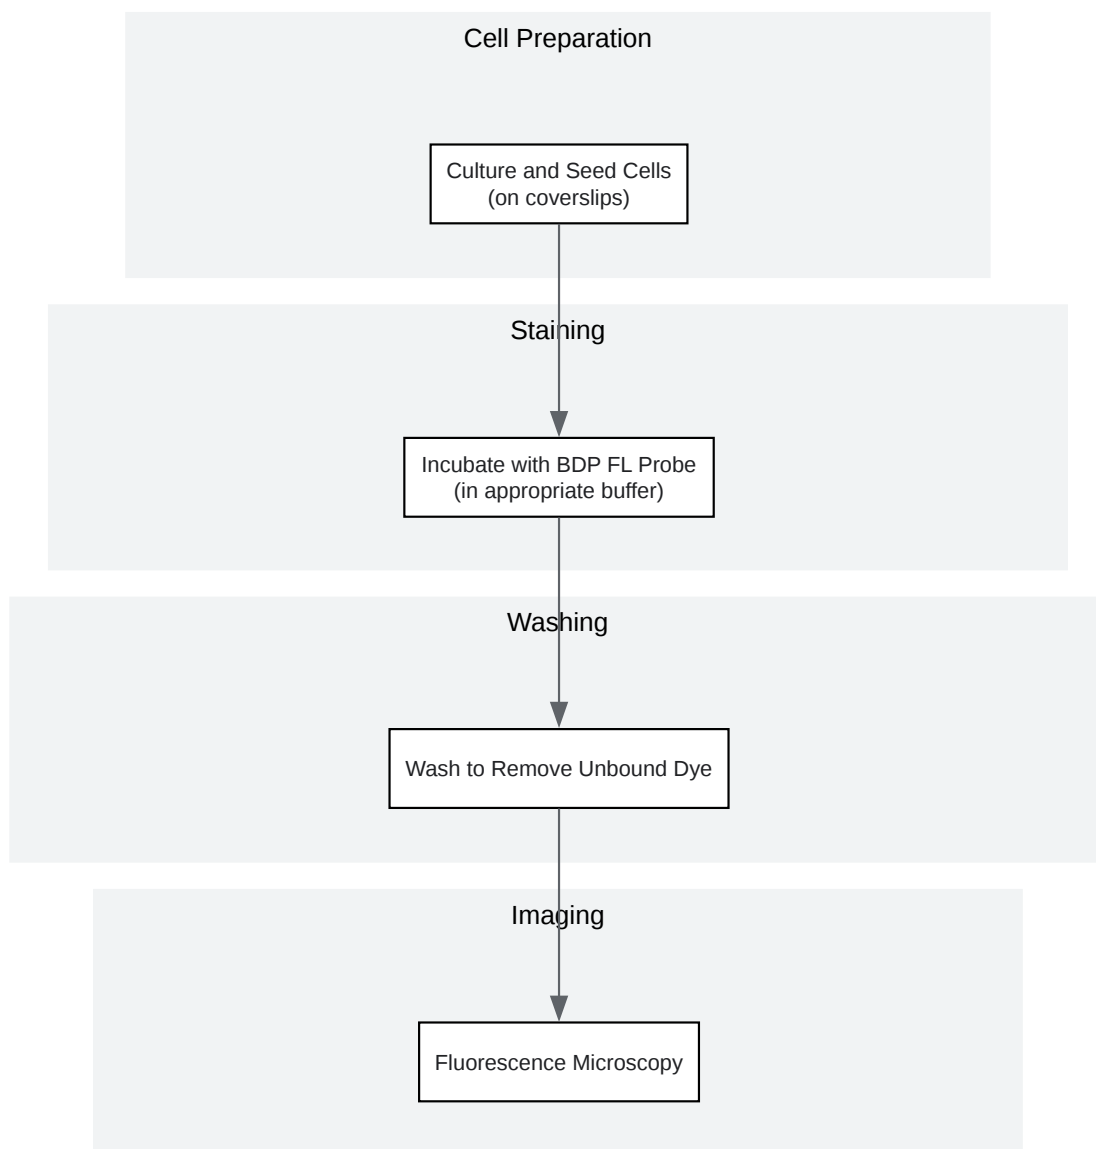 Cell Preparation
Culture and Seed Cells
(on coverslips)
Staining
Incubate with BDP FL Probe
(in appropriate buffer)
Washing
Wash to Remove Unbound Dye
Imaging
Fluorescence Microscopy